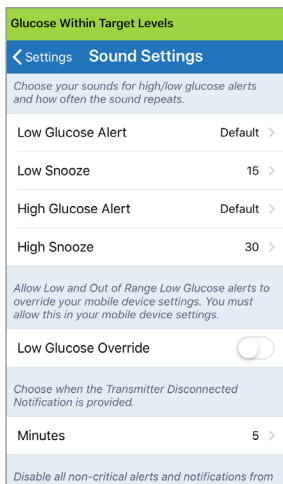 Glucose Within Target Levels
Settings Sound Settings
Choose your sounds for high/low glucose alerts
and how often the sound repeats.
Low Glucose Alert Default
Low Snooze 15
High Glucose Alert Default
High Snooze 30
Allow Low and Out of Range Low Glucose alerts to
override your mobile device settings. You must
allow this in your mobile device settings.
Low Glucose Override
Choose when the Transmitter Disconnected
Notification is provided.
Minutes 5
Disable all non-critical alerts and notifications from